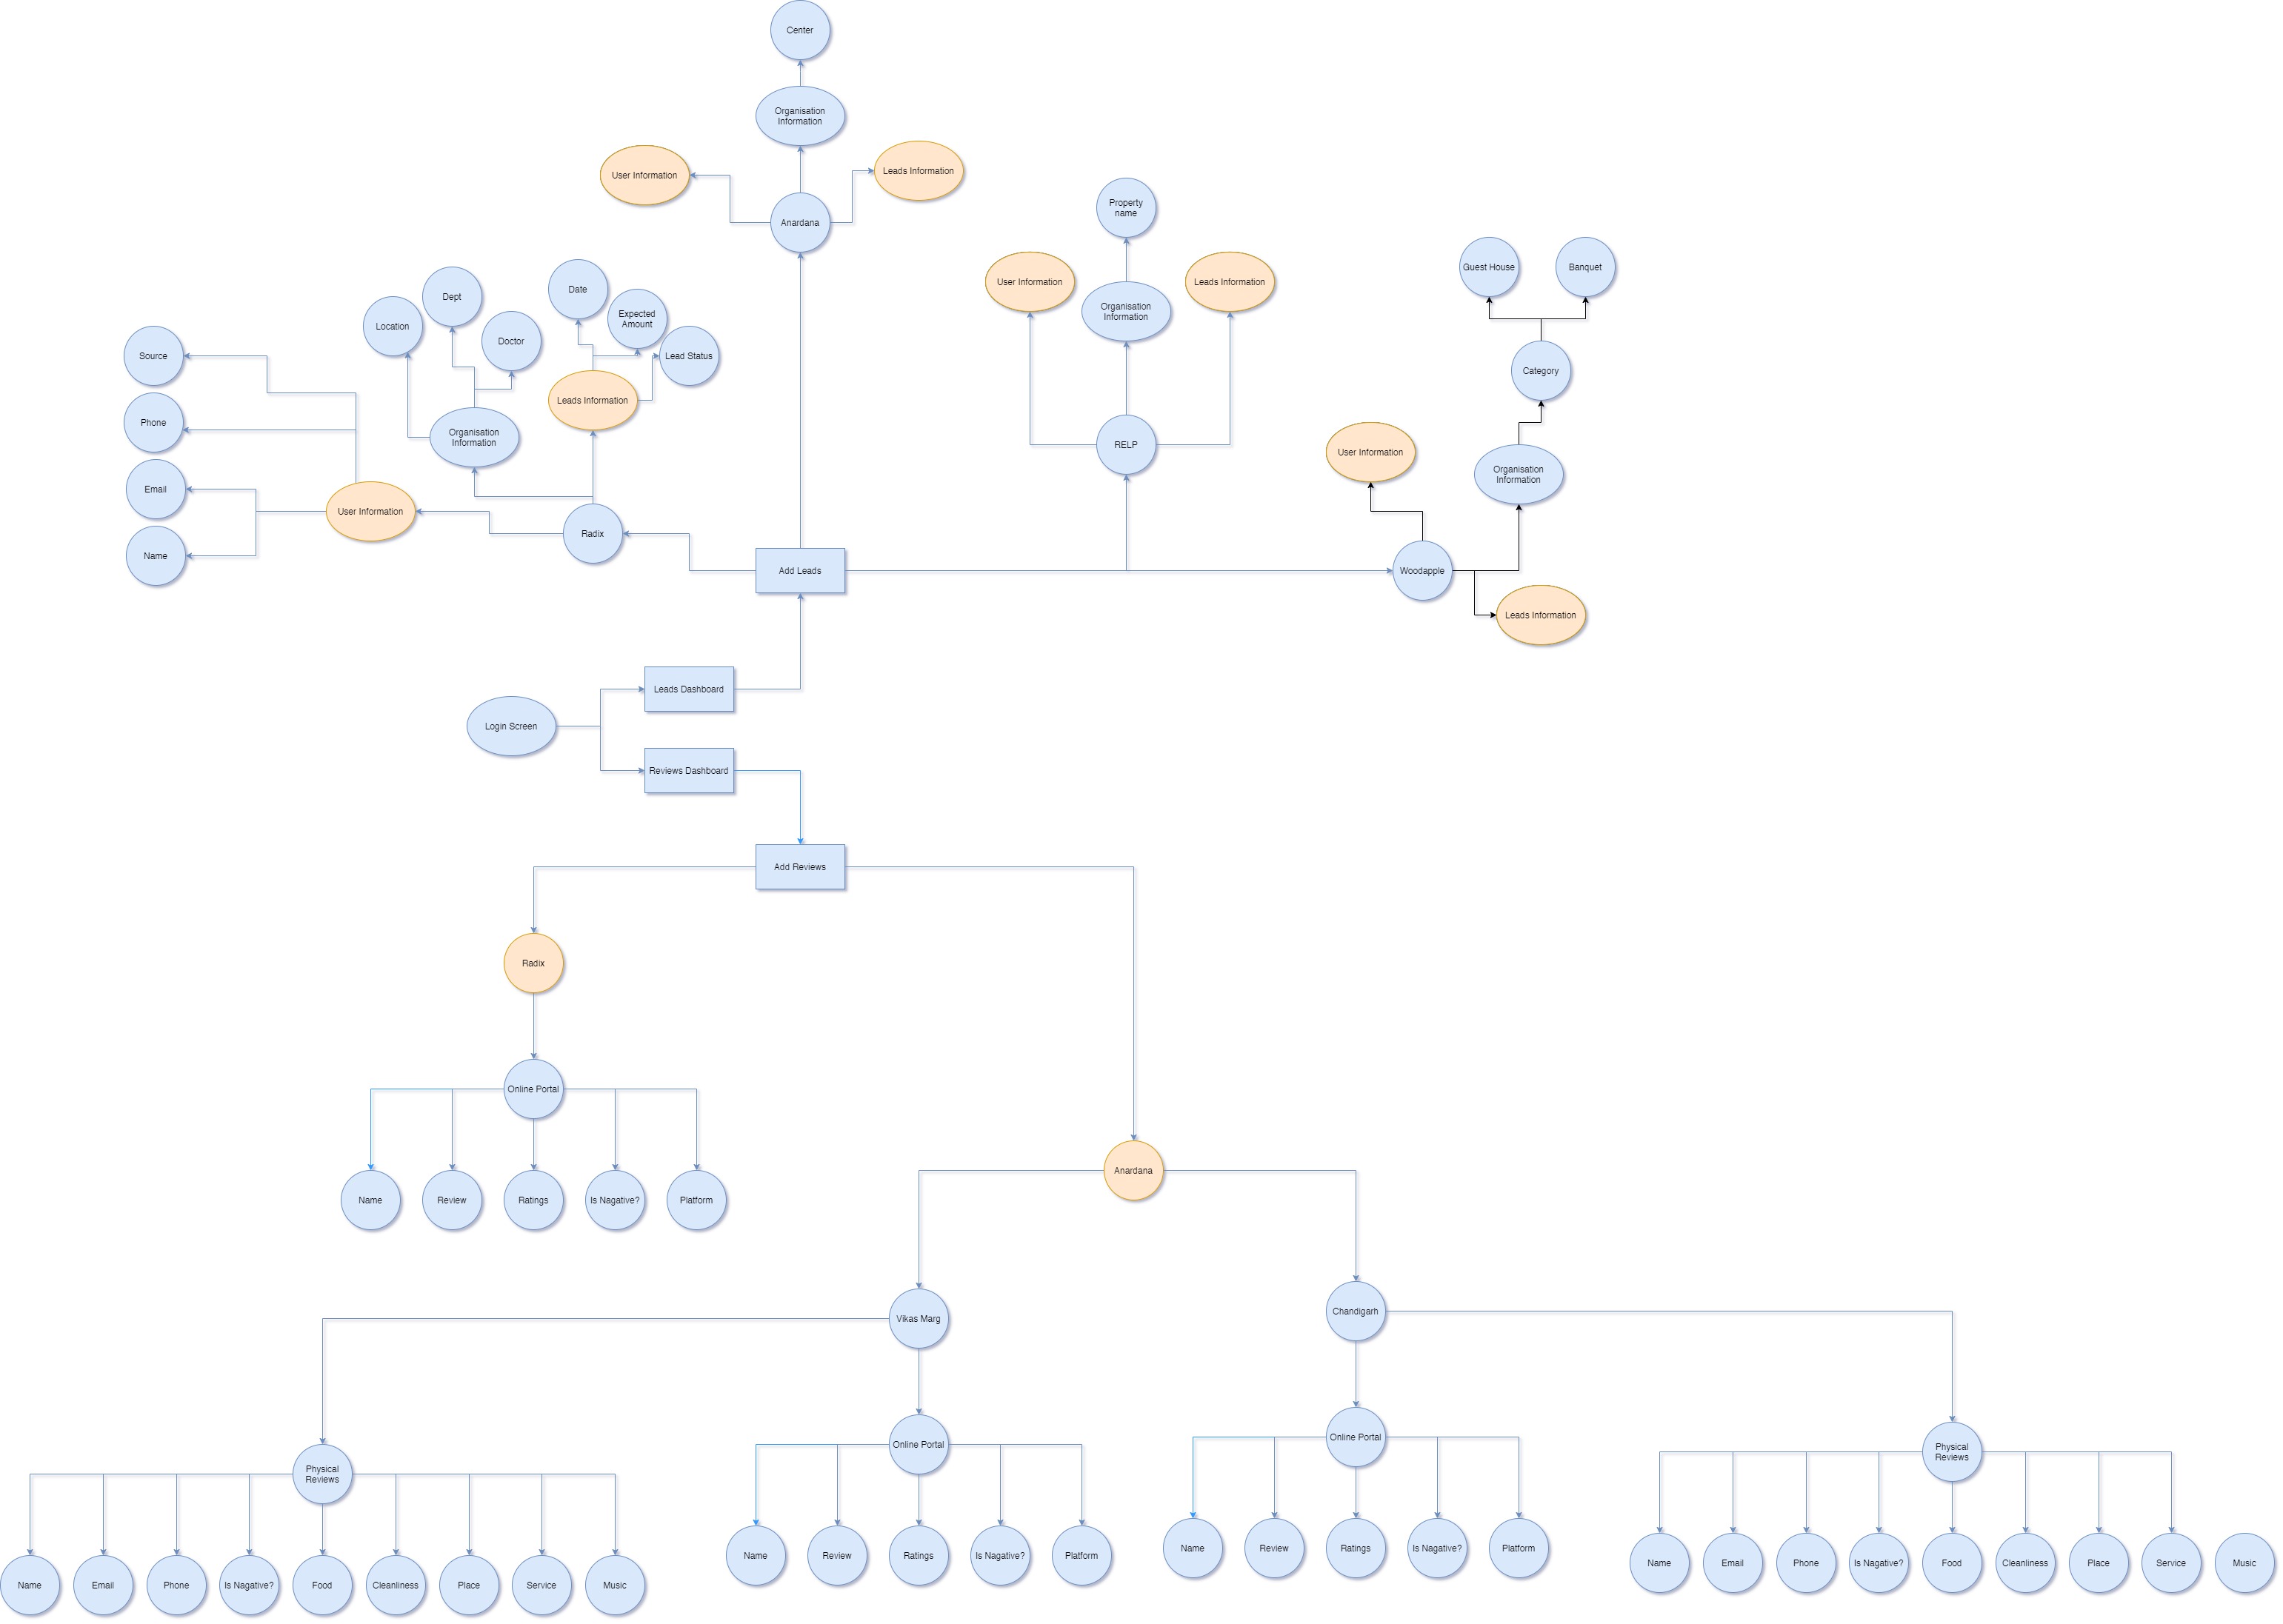 Center
Organisation
Information
User Information
Leads Information
Anardana
Property
name
User Information
Organisation
Information
Leads Information
RELP
Guest House
Banquet
Category
User Information
Organisation
Information
Woodapple
Leads Information
Date
Dept
Expected
Amount
Location
Doctor
Lead Status
Source
Leads Information
Phone
Organisation
Information
Email
User Information
Radix
Name
Add Leads
Leads Dashboard
Login Screen
Reviews Dashboard
Add Reviews
Radix
Online Portal
Name
Review
Ratings
Is Nagative?
Platform
Anardana
Vikas Marg
Chandigarh
Physical
Reviews
Online Portal
Online Portal
Physical
Reviews
Name
Email
Phone
Is Nagative?
Food
Cleanliness
Place
Service
Music
Name
Review
Ratings
Is Nagative?
Platform
Name
Review
Ratings
Is Nagative?
Platform
Name
Email
Phone
Is Nagative?
Food
Cleanliness
Place
Service
Music